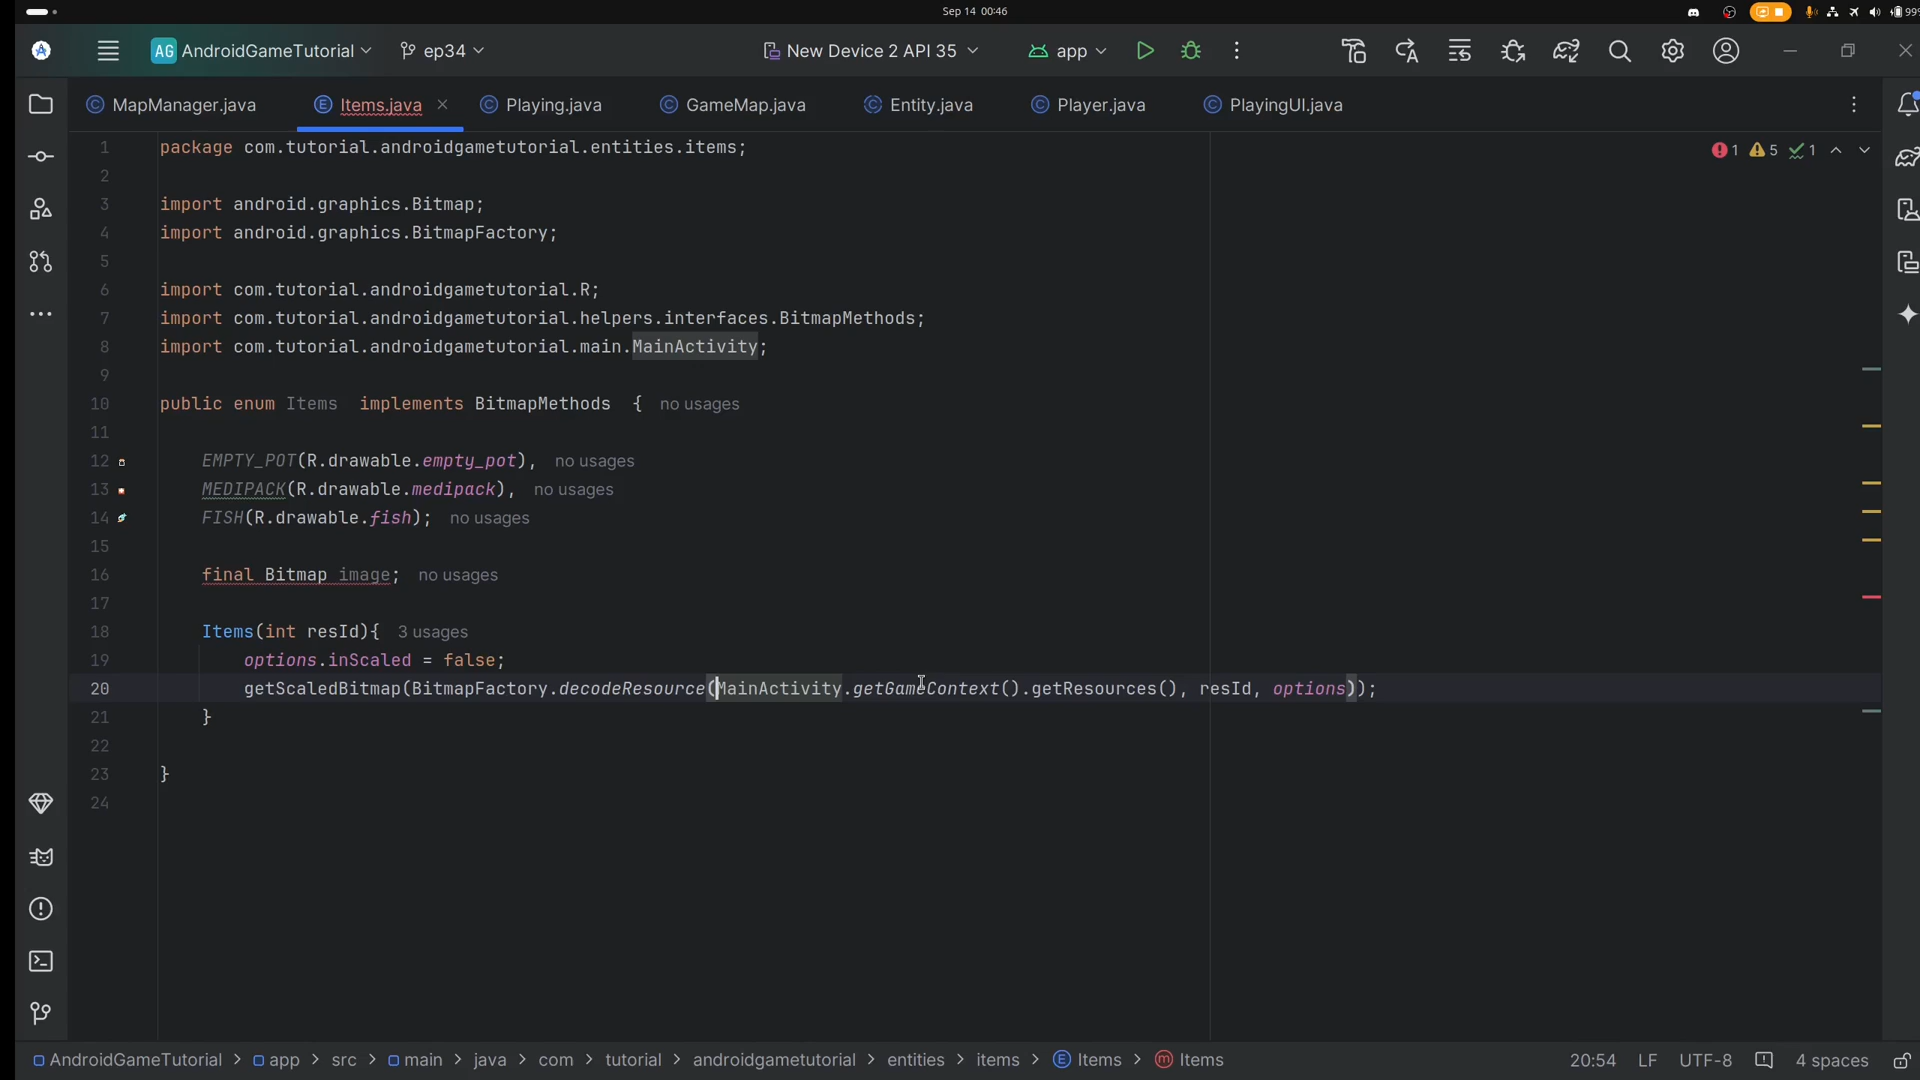 Sep 14 00:46
99%
AG AndroidGameTutorial
ep34
New Device 2 API 35
app
MapManager.java
Items.java
Playing.java
GameMap.java
Entity.java
Player.java
PlayingUI.java
1 package com.tutorial.androidgametutorial.entities.items;
1 5 1
2
3 import android.graphics.Bitmap;
4 import android.graphics.BitmapFactory;
5
6 import com.tutorial.androidgametutorial.R;
7 import com.tutorial.androidgametutorial.helpers.interfaces.BitmapMethods;
8 import com.tutorial.androidgametutorial.main.MainActivity;
9
10 public enum Items  implements BitmapMethods  { no usages
11
12 EMPTY_POT(R.drawable.empty_pot), no usages
13 MEDIPACK(R.drawable.medipack), no usages
14 FISH(R.drawable.fish); no usages
15
16 final Bitmap image; no usages
17
18 Items(int resId){ 3 usages
19 options.inScaled = false;
20 getScaledBitmap(BitmapFactory.decodeResource(MainActivity.getGameContext().getResources(), resId, options));
21 }
22
23 }
24
AndroidGameTutorial > app > src > main > java > com > tutorial > androidgametutorial > entities > items > Items > Items
20:54 LF UTF-8 4 spaces